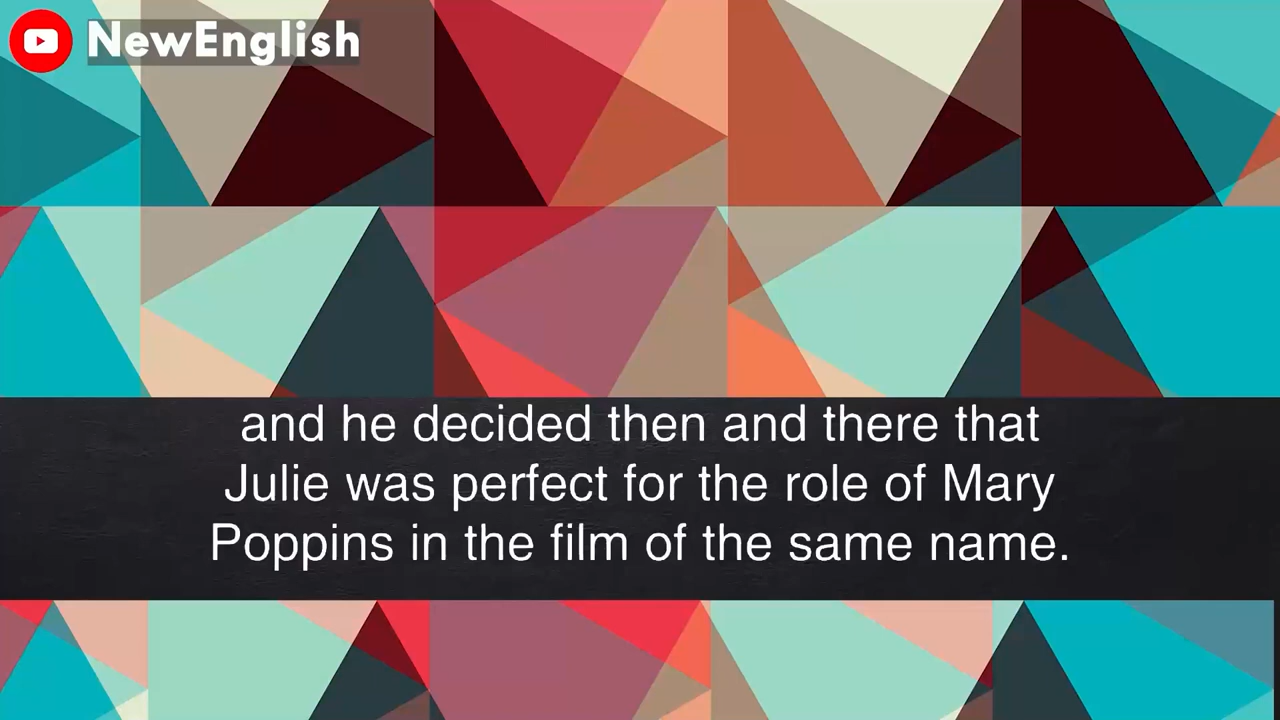 NewEnglish
and he decided then and there that
Julie was perfect for the role of Mary
Poppins in the film of the same name.